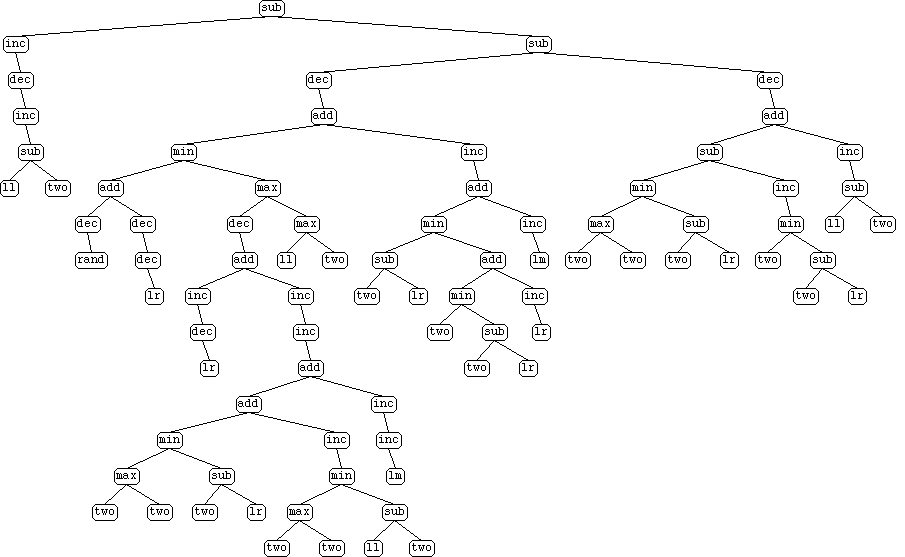 sub
inc sub
dec dec dec
inc add add
sub min inc sub inc
ll two add max add min inc sub
dec dec dec max min inc max sub min ll two
rand dec add ll two sub add lm two two two lr two sub
lr inc inc two lr min inc two lr
dec inc two sub lr
lr add two lr
add inc
min inc inc
max sub min lm
two two two lr max sub
two two ll two